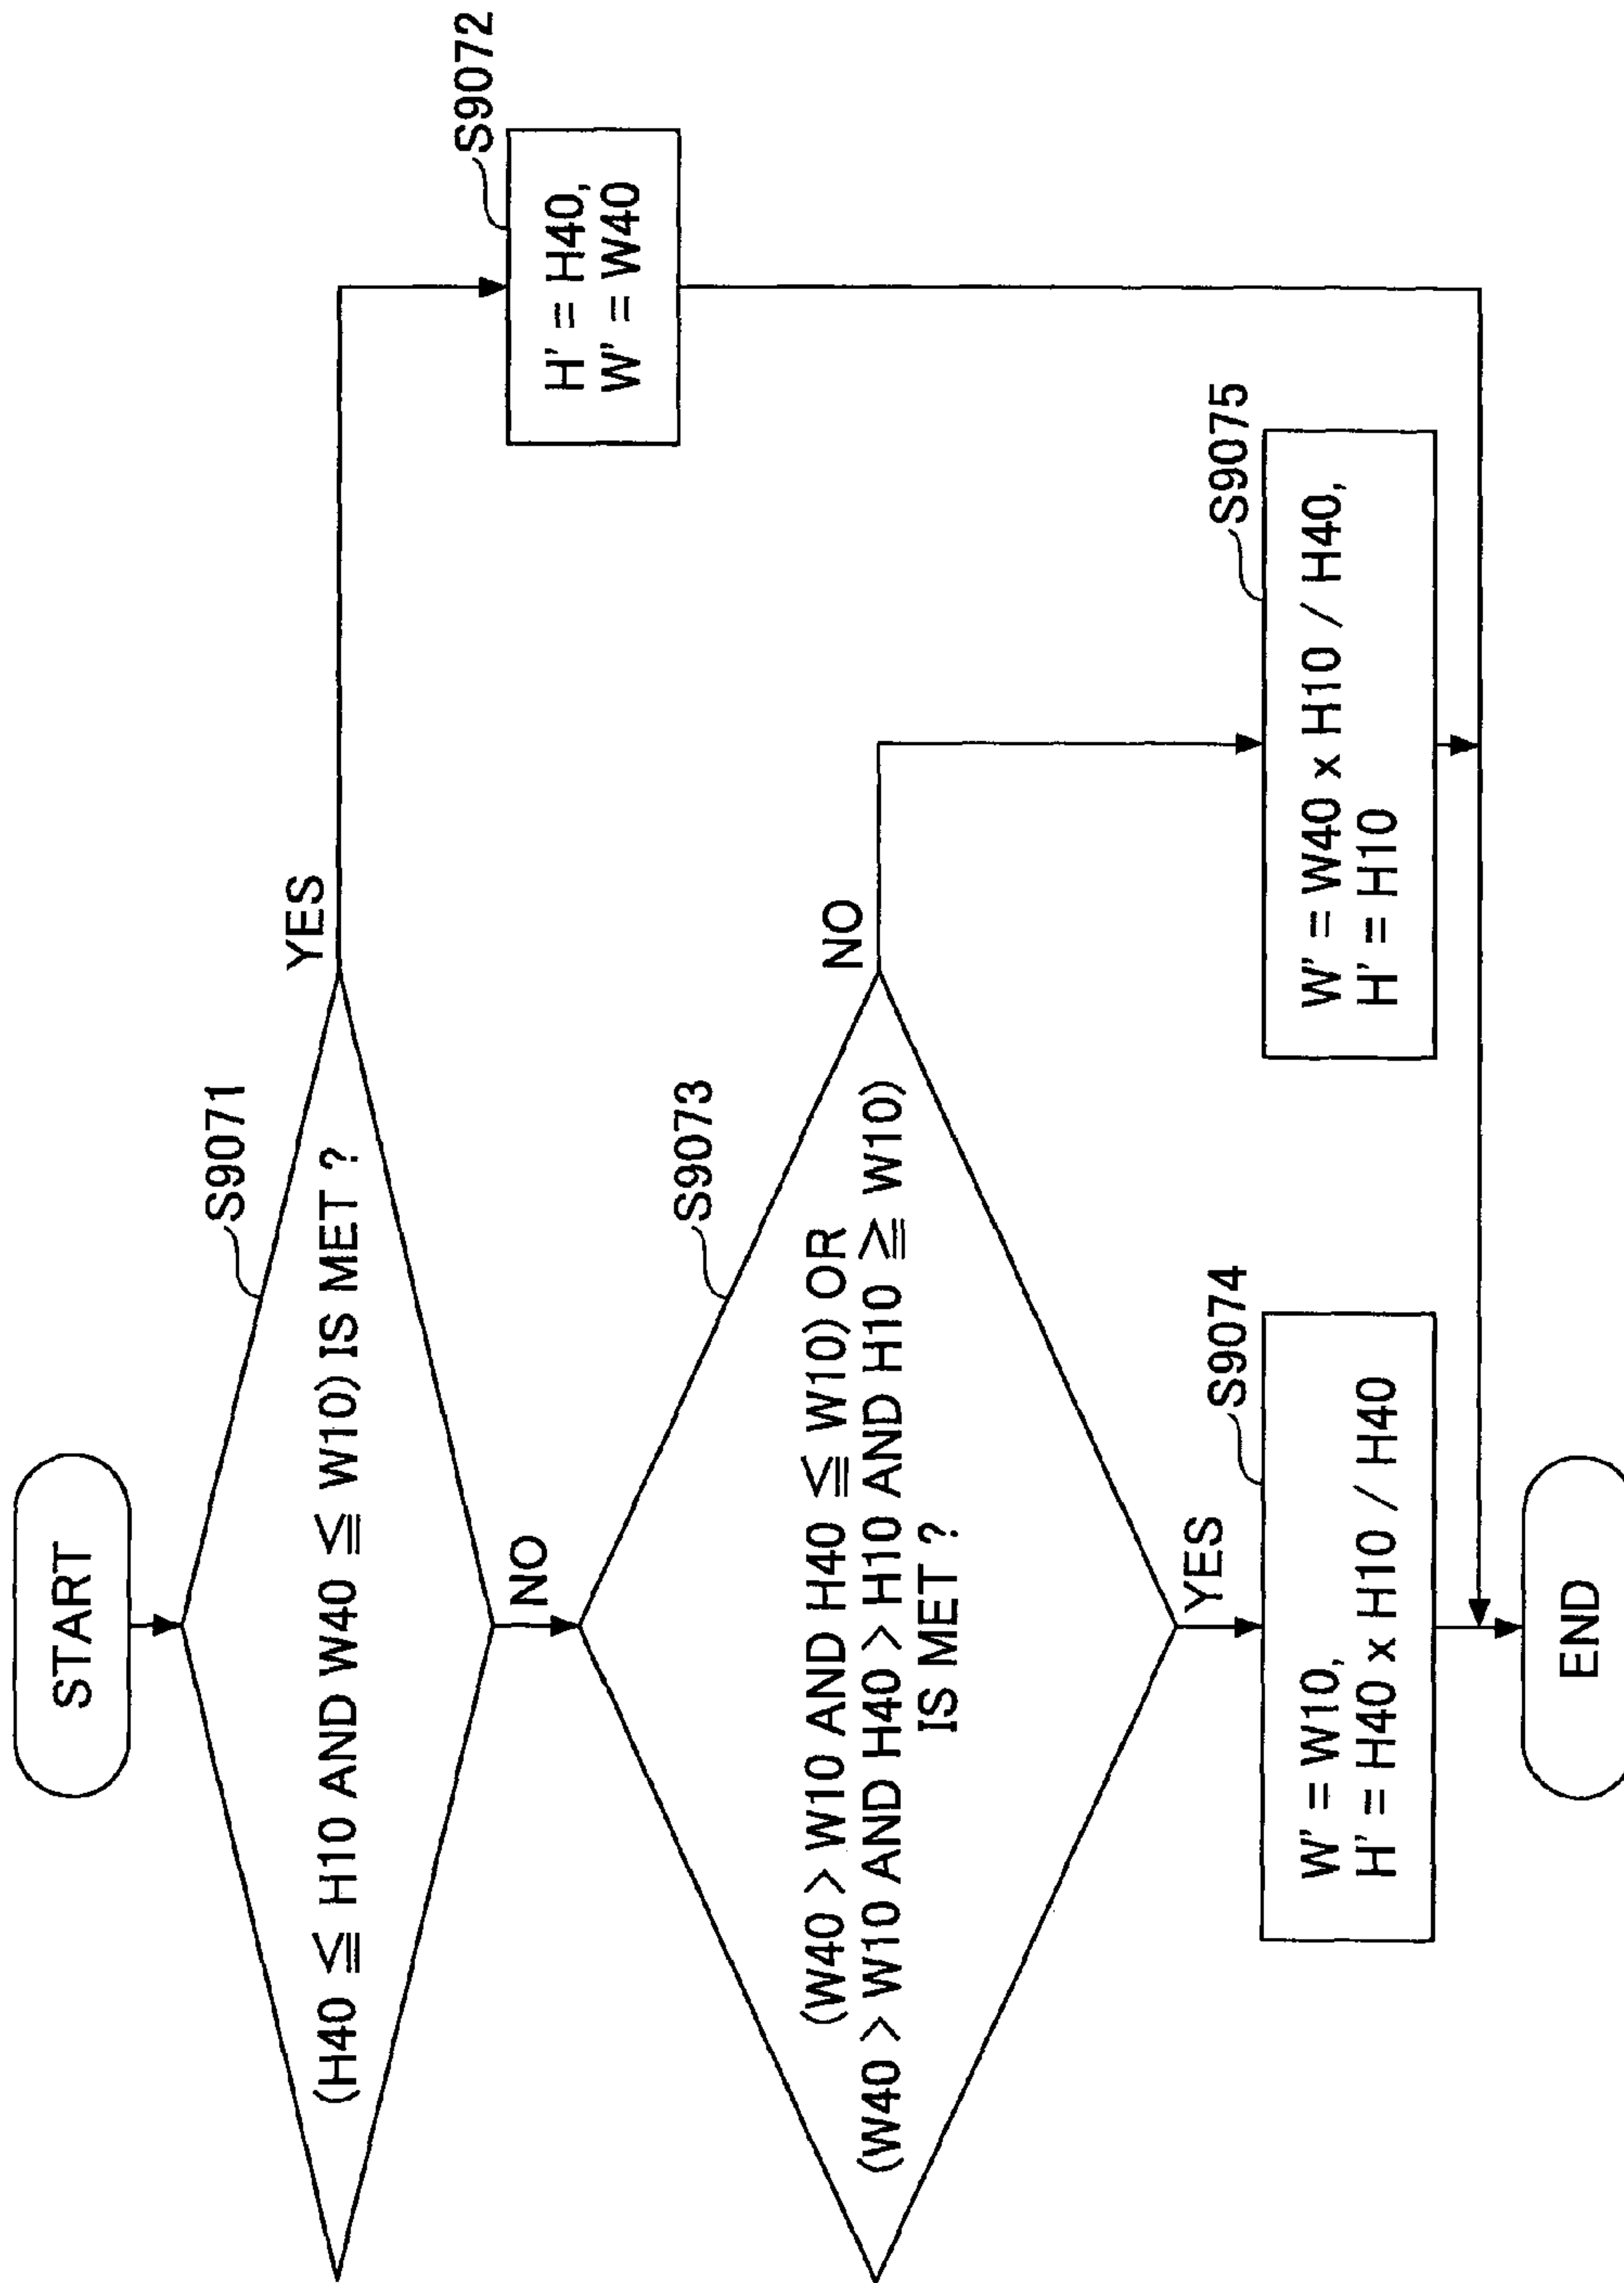 START
S9071
(H40 ≦ H10 AND W40 ≦ W10) IS MET ?
YES
S9072
H' = H40,
W' = W40
NO
S9073
(W40 > W10 AND H40 ≦ W10) OR
(W40 > W10 AND H40 > H10 AND H10 ≧ W10)
IS MET ?
NO
YES
S9074
W' = W10,
H' = H40 x H10 / H40
S9075
W' = W40 x H10 / H40,
H' = H10
END